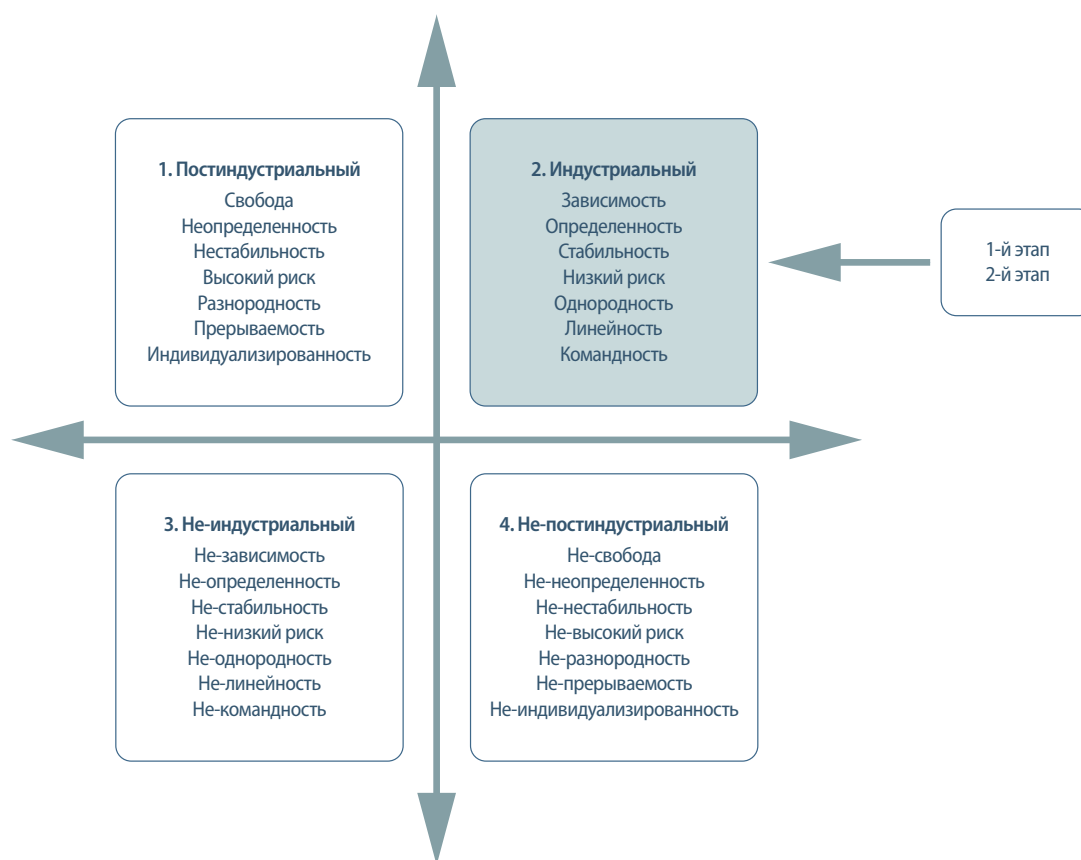 1. Постиндустриальный
Свобода
Неопределенность
Нестабильность
Высокий риск
Разнородность
Прерываемость
Индивидуализированность
2. Индустриальный
Зависимость
Определенность
Стабильность
Низкий риск
Однородность
Линейность
Командность
1-й этап
2-й этап
3. Не-индустриальный
Не-зависимость
Не-определенность
Не-стабильность
Не-низкий риск
Не-однородность
Не-линейность
Не-командность
4. Не-постиндустриальный
Не-свобода
Не-неопределенность
Не-нестабильность
Не-высокий риск
Не-разнородность
Не-прерываемость
Не-индивидуализированность